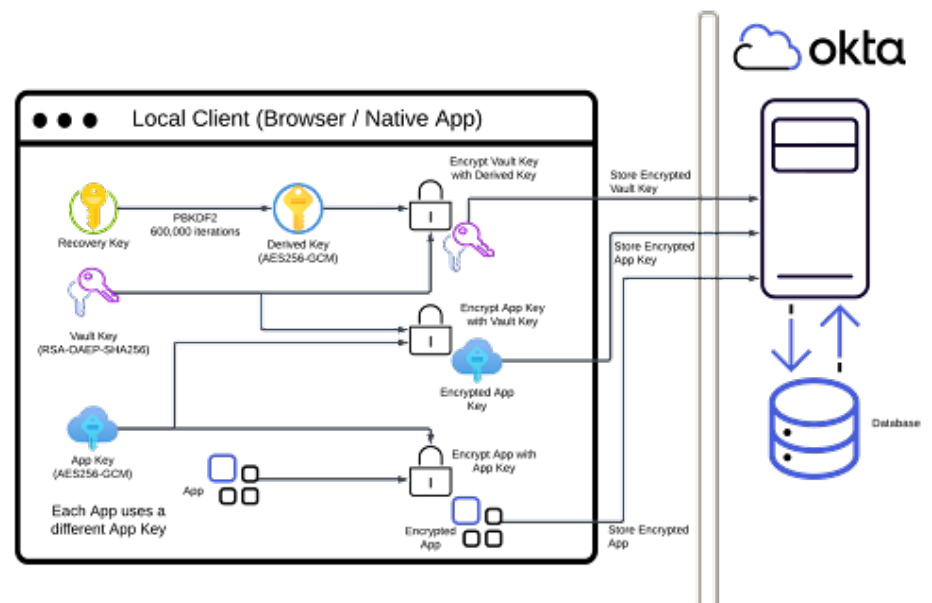 okta
Local Client (Browser / Native App)
Encrypt Vault Key
with Derived Key
Store Encrypted
Vault Key
PBKDF2
600,000 iterations
Recovery Key
Derived Key
(AES256-GCM)
Store Encrypted
App Key
Encrypt App Key
with Vault Key
Vault Key
(RSA-OAEP-SHA256)
Encrypted App
Key
Database
Encrypt App with
App Key
App Key
(AES256-GCM)
App
Each App uses a
different App Key
Encrypted
App
Store Encrypted
App